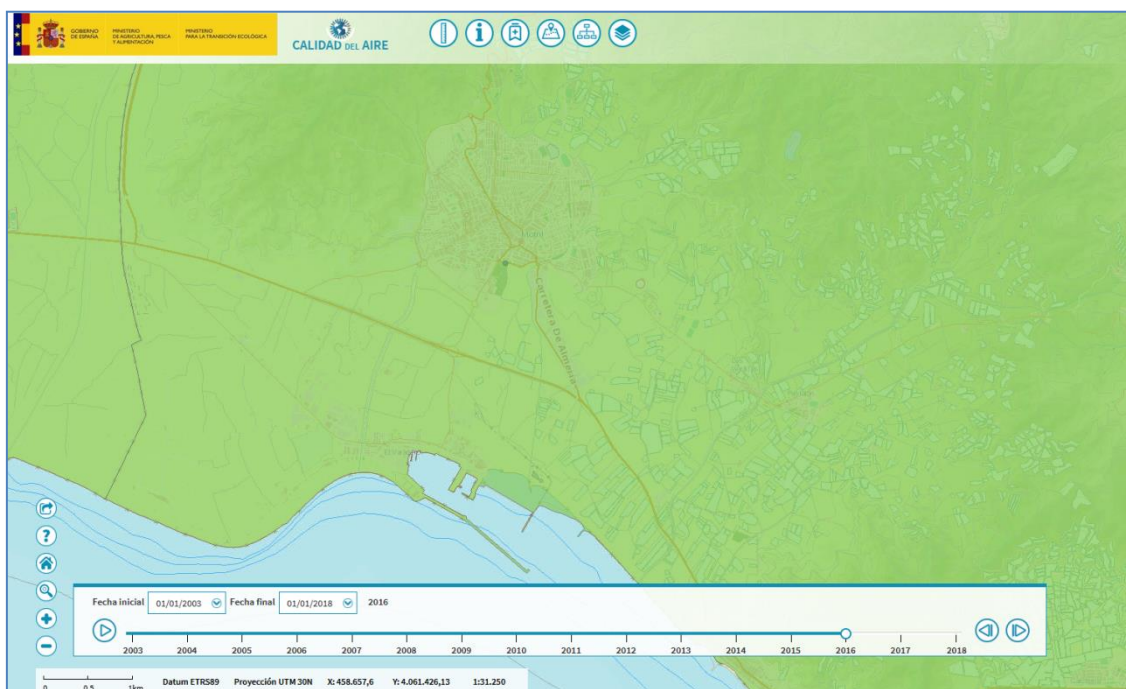 GOBIERNO
DE ESPAÑA
MINISTERIO
DE AGRICULTURA, PESCA
Y ALIMENTACIÓN
MINISTERIO
PARA LA TRANSICIÓN ECOLÓGICA
CALIDAD DEL AIRE
Carretera De Almería
Fecha inicial 01/01/2003 Fecha final 01/01/2018 2016
2003 2004 2005 2006 2007 2008 2009 2010 2011 2012 2013 2014 2015 2016 2017 2018
0 0.5 1km Datum ETRS89 Proyección UTM 30N X: 458.657,6 Y: 4.061.426,13 1:31.250